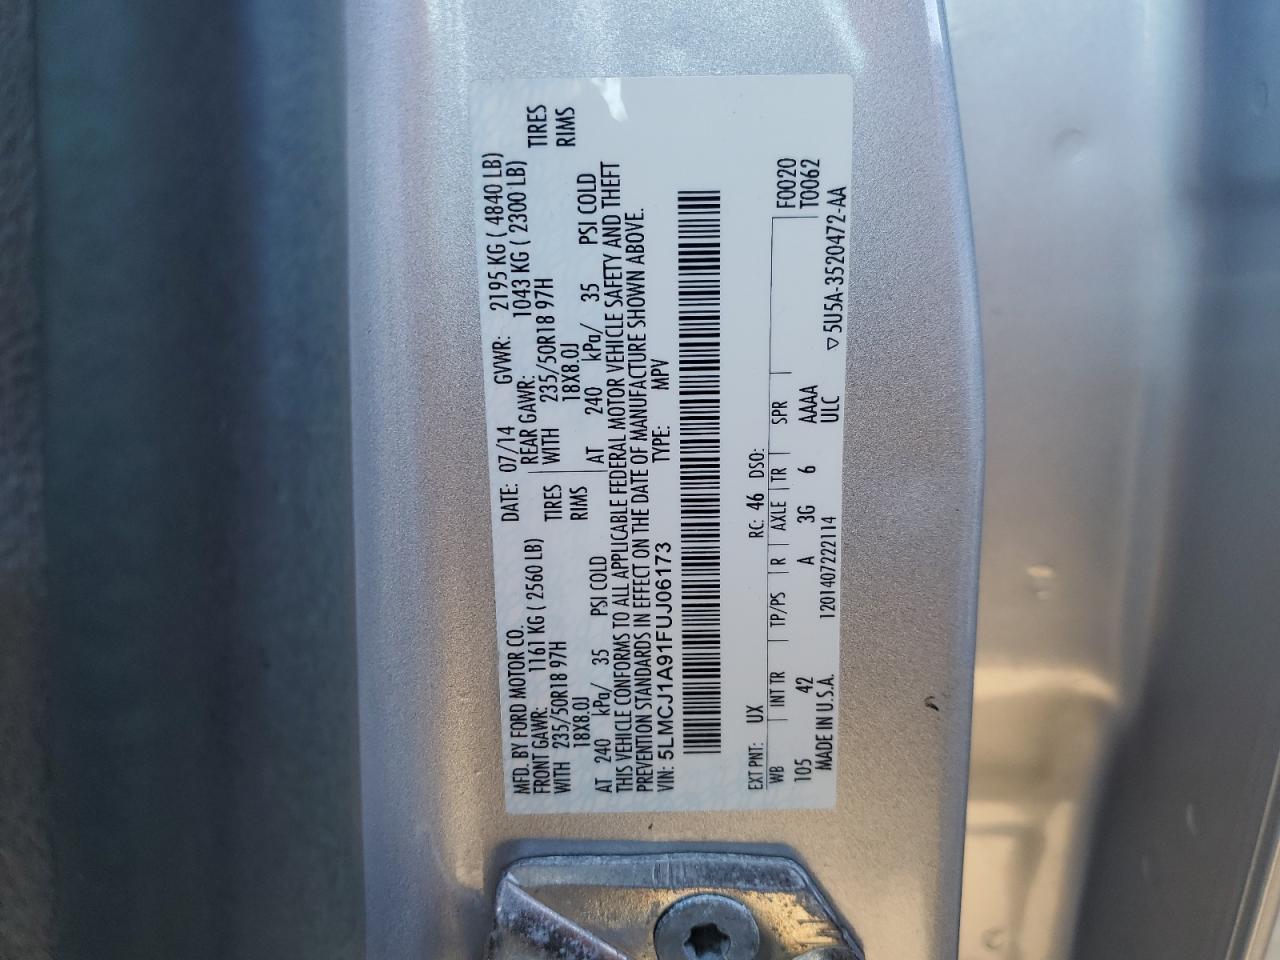 MFD. BY FORD MOTOR CO. DATE: 07/14 GVWR: 2195 KG ( 4840 LB)
FRONT GAWR: 1161 KG ( 2560 LB) REAR GAWR: 1043 KG ( 2300 LB)
WITH 235/50R18 97H TIRES WITH 235/50R18 97H TIRES
18X8.0J RIMS 18X8.0J RIMS
AT 240 kPa/ 35 PSI COLD AT 240 kPa/ 35 PSI COLD
THIS VEHICLE CONFORMS TO ALL APPLICABLE FEDERAL MOTOR VEHICLE SAFETY AND THEFT
PREVENTION STANDARDS IN EFFECT ON THE DATE OF MANUFACTURE SHOWN ABOVE.
VIN: 5LMCJ1A91FUJ06173 TYPE: MPV
EXT PNT: UX RC: 46 DSO:
WB INT TR TP/PS R AXLE TR SPR F0020
105 42 A 3G 6 AAAA T0062
MADE IN U.S.A. 12014072221​14 ULC
▽ 5U5A-3520472-AA